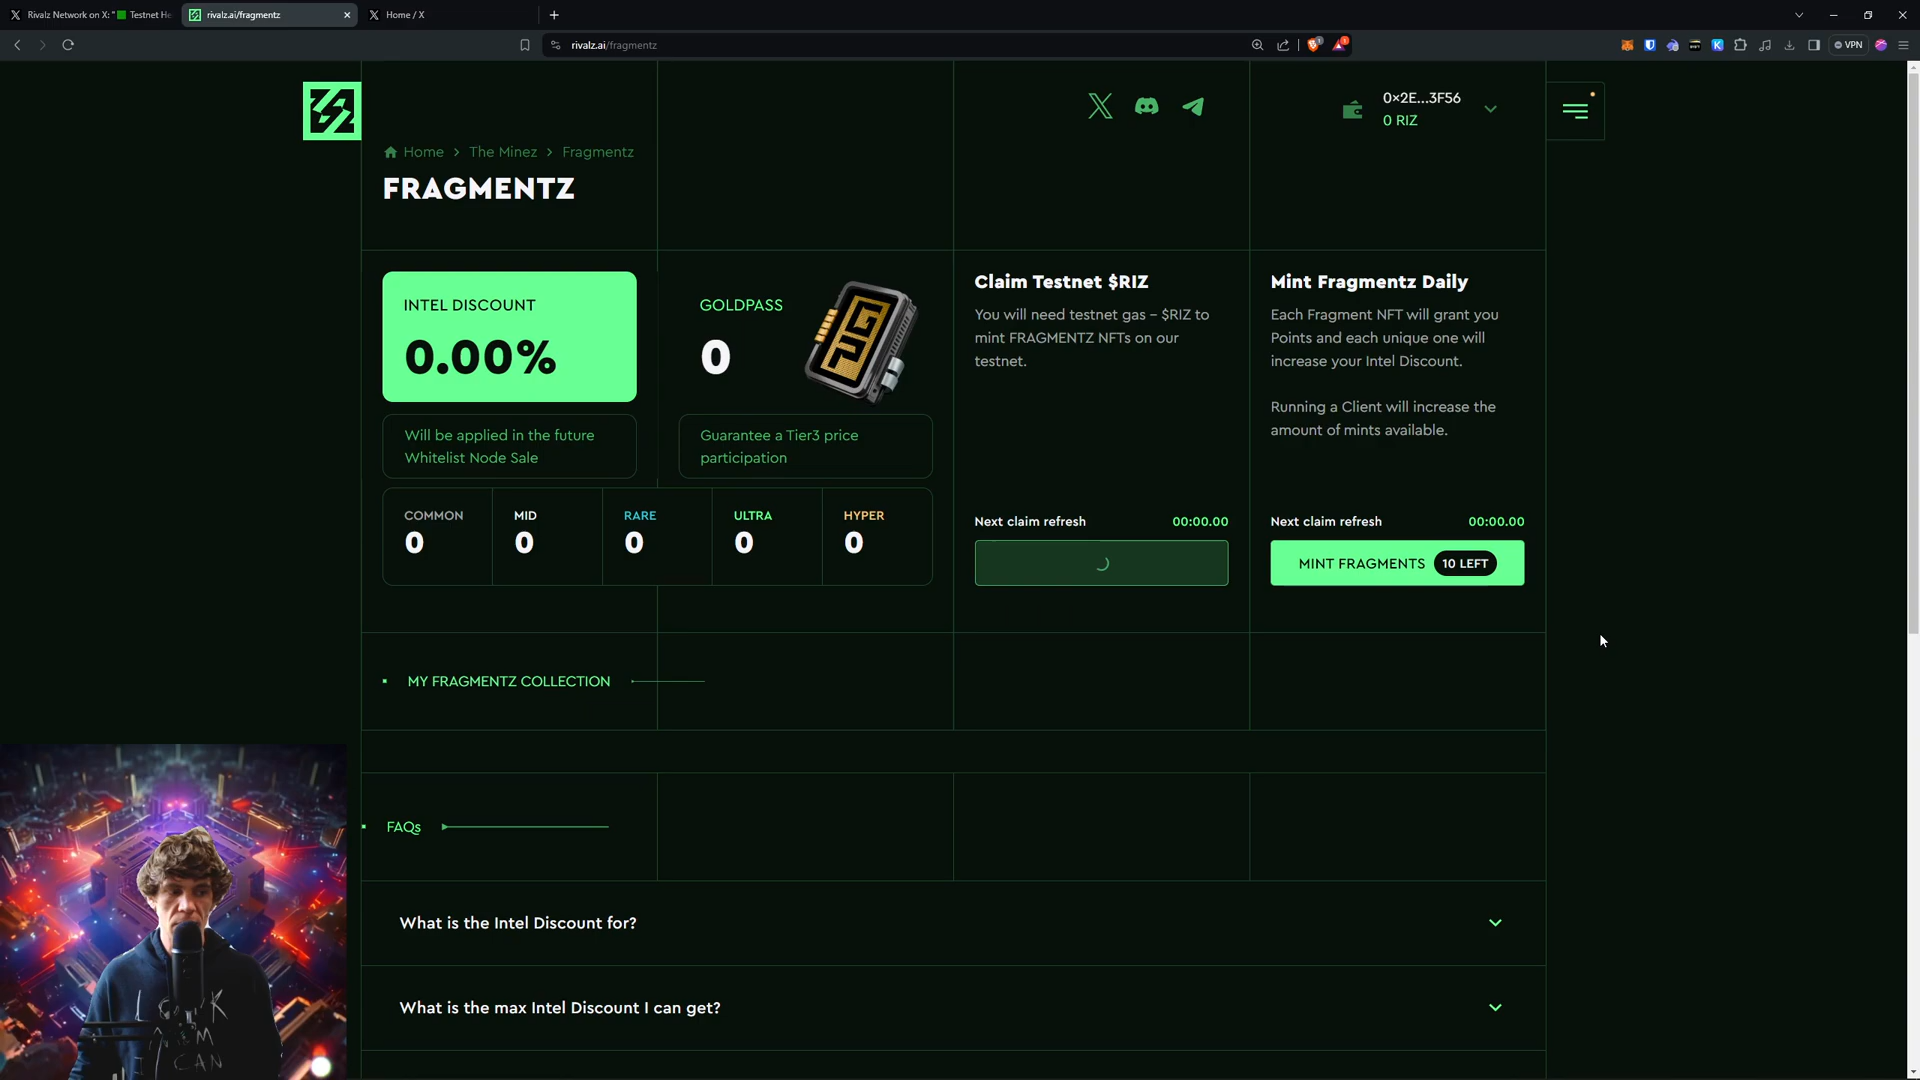 Rivalz Network on X: "🟩 Testnet He
rivalz.ai/fragmentz
Home / X
rivalz.ai/fragmentz
VPN
0×2E...3F56
0 RIZ
Home > The Minez > Fragmentz
FRAGMENTZ
INTEL DISCOUNT
0.00%
Will be applied in the future
Whitelist Node Sale
GOLDPASS
0
Guarantee a Tier3 price
participation
COMMON
0
MID
0
RARE
0
ULTRA
0
HYPER
0
Claim Testnet $RIZ
You will need testnet gas – $RIZ to
mint FRAGMENTZ NFTs on our
testnet.
Next claim refresh 00:00.00
Mint Fragmentz Daily
Each Fragment NFT will grant you
Points and each unique one will
increase your Intel Discount.
Running a Client will increase the
amount of mints available.
Next claim refresh 00:00.00
MINT FRAGMENTS 10 LEFT
MY FRAGMENTZ COLLECTION
FAQs
What is the Intel Discount for?
What is the max Intel Discount I can get?